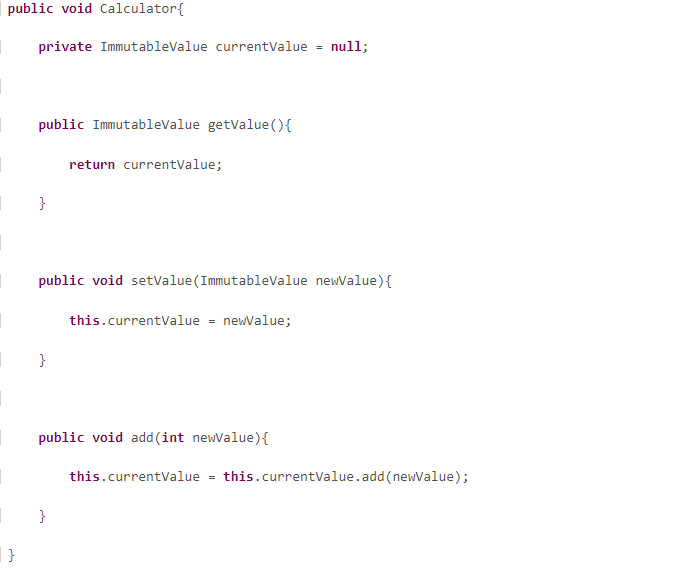 public void Calculator{
private ImmutableValue currentValue = null;
public ImmutableValue getValue(){
return currentValue;
}
public void setValue(ImmutableValue newValue){
this.currentValue = newValue;
}
public void add(int newValue){
this.currentValue = this.currentValue.add(newValue);
}
}